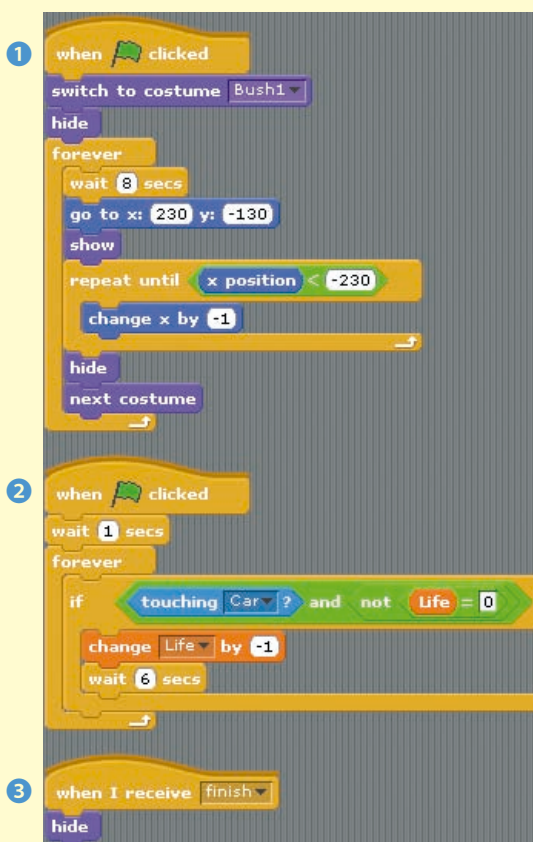 1
when clicked
switch to costume Bush1
hide
forever
wait 8 secs
go to x: 230 y: -130
show
repeat until x position < -230
change x by -1
hide
next costume
2
when clicked
wait 1 secs
forever
if touching Car ? and not Life = 0
change Life by -1
wait 6 secs
3
when I receive finish
hide